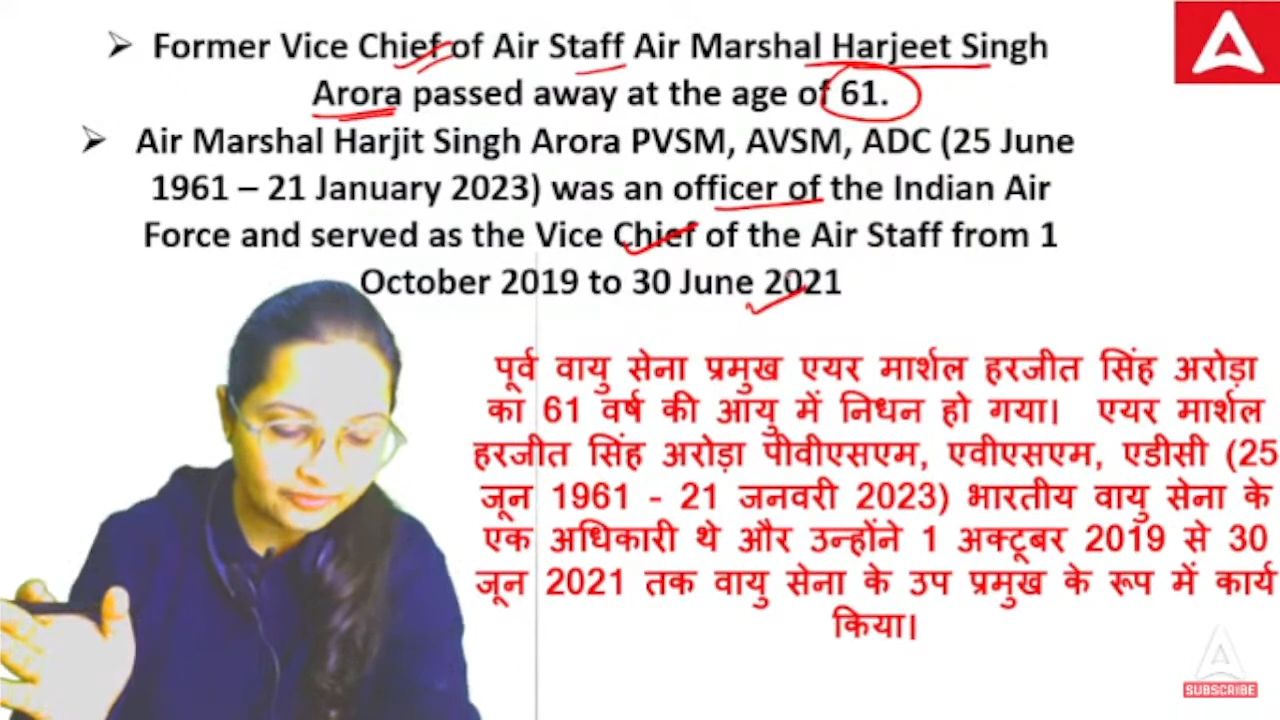 ➢ Former Vice Chief of Air Staff Air Marshal Harjeet Singh
Arora passed away at the age of 61.
➢ Air Marshal Harjit Singh Arora PVSM, AVSM, ADC (25 June
1961 – 21 January 2023) was an officer of the Indian Air
Force and served as the Vice Chief of the Air Staff from 1
October 2019 to 30 June 2021
पूर्व वायु सेना प्रमुख एयर मार्शल हरजीत सिंह अरोड़ा
का 61 वर्ष की आयु में निधन हो गया। एयर मार्शल
हरजीत सिंह अरोड़ा पीवीएसएम, एवीएसएम, एडीसी (25
जून 1961 - 21 जनवरी 2023) भारतीय वायु सेना के
एक अधिकारी थे और उन्होंने 1 अक्टूबर 2019 से 30
जून 2021 तक वायु सेना के उप प्रमुख के रूप में कार्य
किया।
SUBSCRIBE